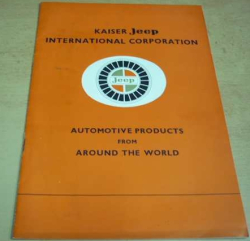 KAISER Jeep
INTERNATIONAL CORPORATION
Jeep
AUTOMOTIVE PRODUCTS
FROM
AROUND THE WORLD